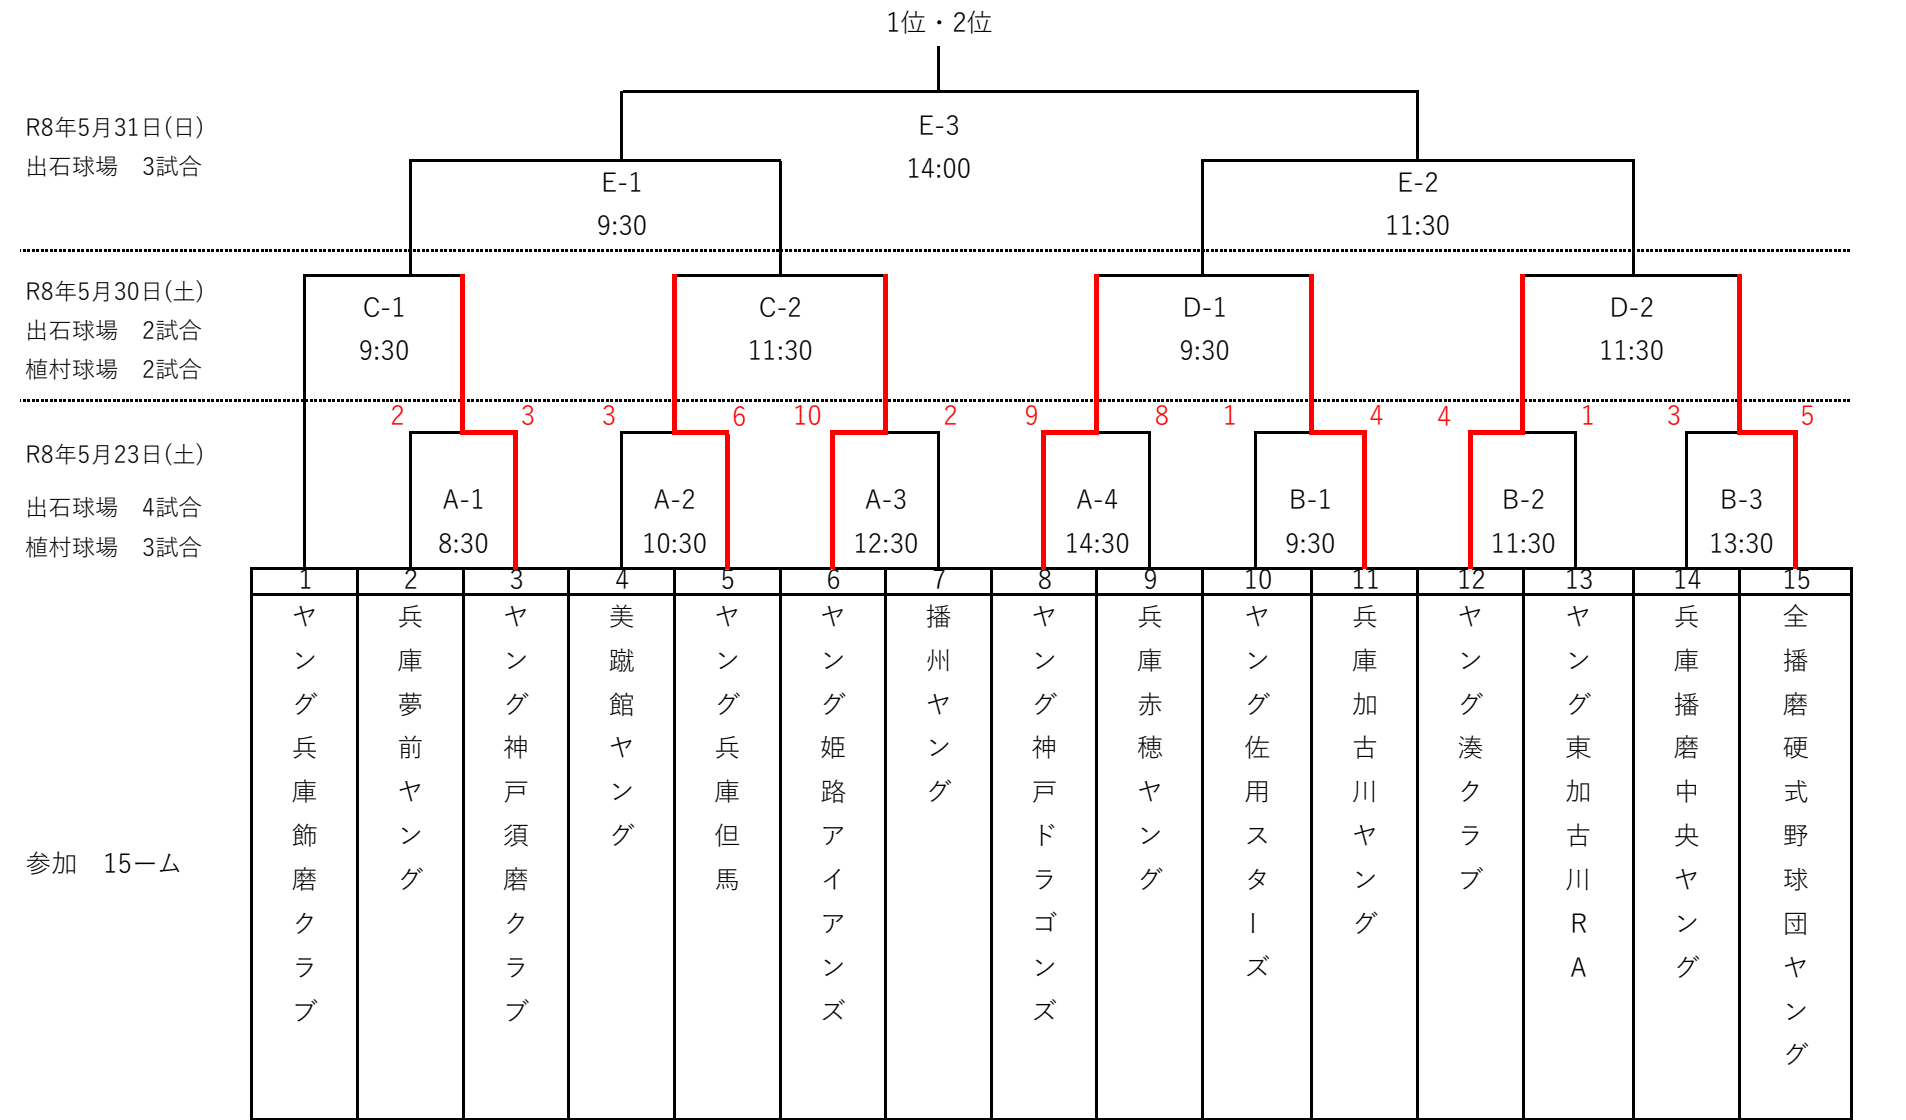 1位・2位
R8年5月31日(日)
出石球場　3試合
E-3
14:00
E-1
9:30
E-2
11:30
R8年5月30日(土)
出石球場　2試合
植村球場　2試合
C-1
9:30
C-2
11:30
D-1
9:30
D-2
11:30
2 3 3 6 10 2 9 8 1 4 4 1 3 5
R8年5月23日(土)
出石球場　4試合
植村球場　3試合
A-1
8:30
A-2
10:30
A-3
12:30
A-4
14:30
B-1
9:30
B-2
11:30
B-3
13:30
1 2 3 4 5 6 7 8 9 10 11 12 13 14 15
参加　15ーム
ヤング兵庫飾磨クラブ
兵庫夢前ヤング
ヤング神戸須磨クラブ
美蹴館ヤング
ヤング兵庫但馬
ヤング姫路アイアンズ
播州ヤング
ヤング神戸ドラゴンズ
兵庫赤穂ヤング
ヤング佐用スターズ
兵庫加古川ヤング
ヤング湊クラブ
ヤング東加古川RA
兵庫播磨中央ヤング
全播磨硬式野球団ヤング